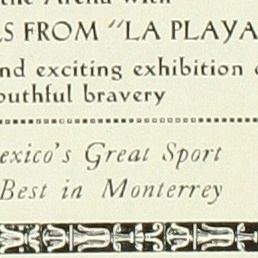 the Arena with
LS FROM "LA PLAYA
nd exciting exhibition
outhful bravery
exico's Great Sport
Best in Monterrey